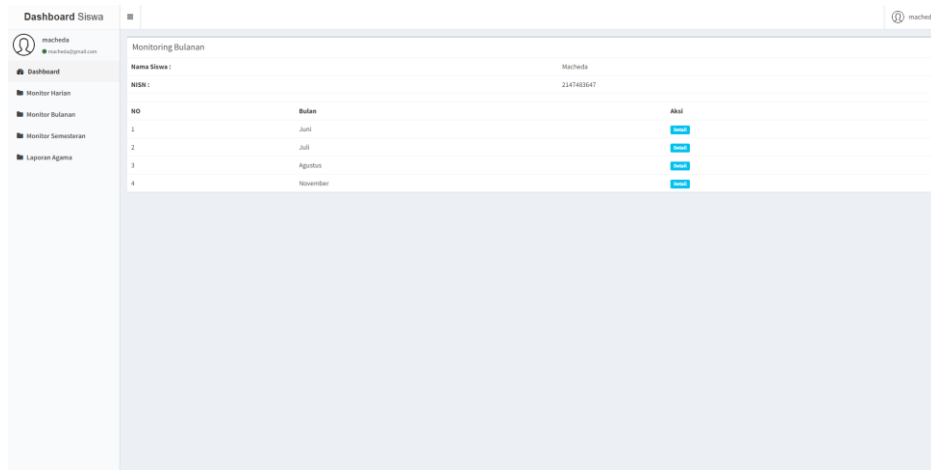 Dashboard Siswa
macheda
macheda
macheda@gmail.com
Dashboard
Monitor Harian
Monitor Bulanan
Monitor Semesteran
Laporan Agama
Monitoring Bulanan
Nama Siswa : Macheda
NISN : 2147483647
NO Bulan Aksi
1 Juni Detail
2 Juli Detail
3 Agustus Detail
4 November Detail